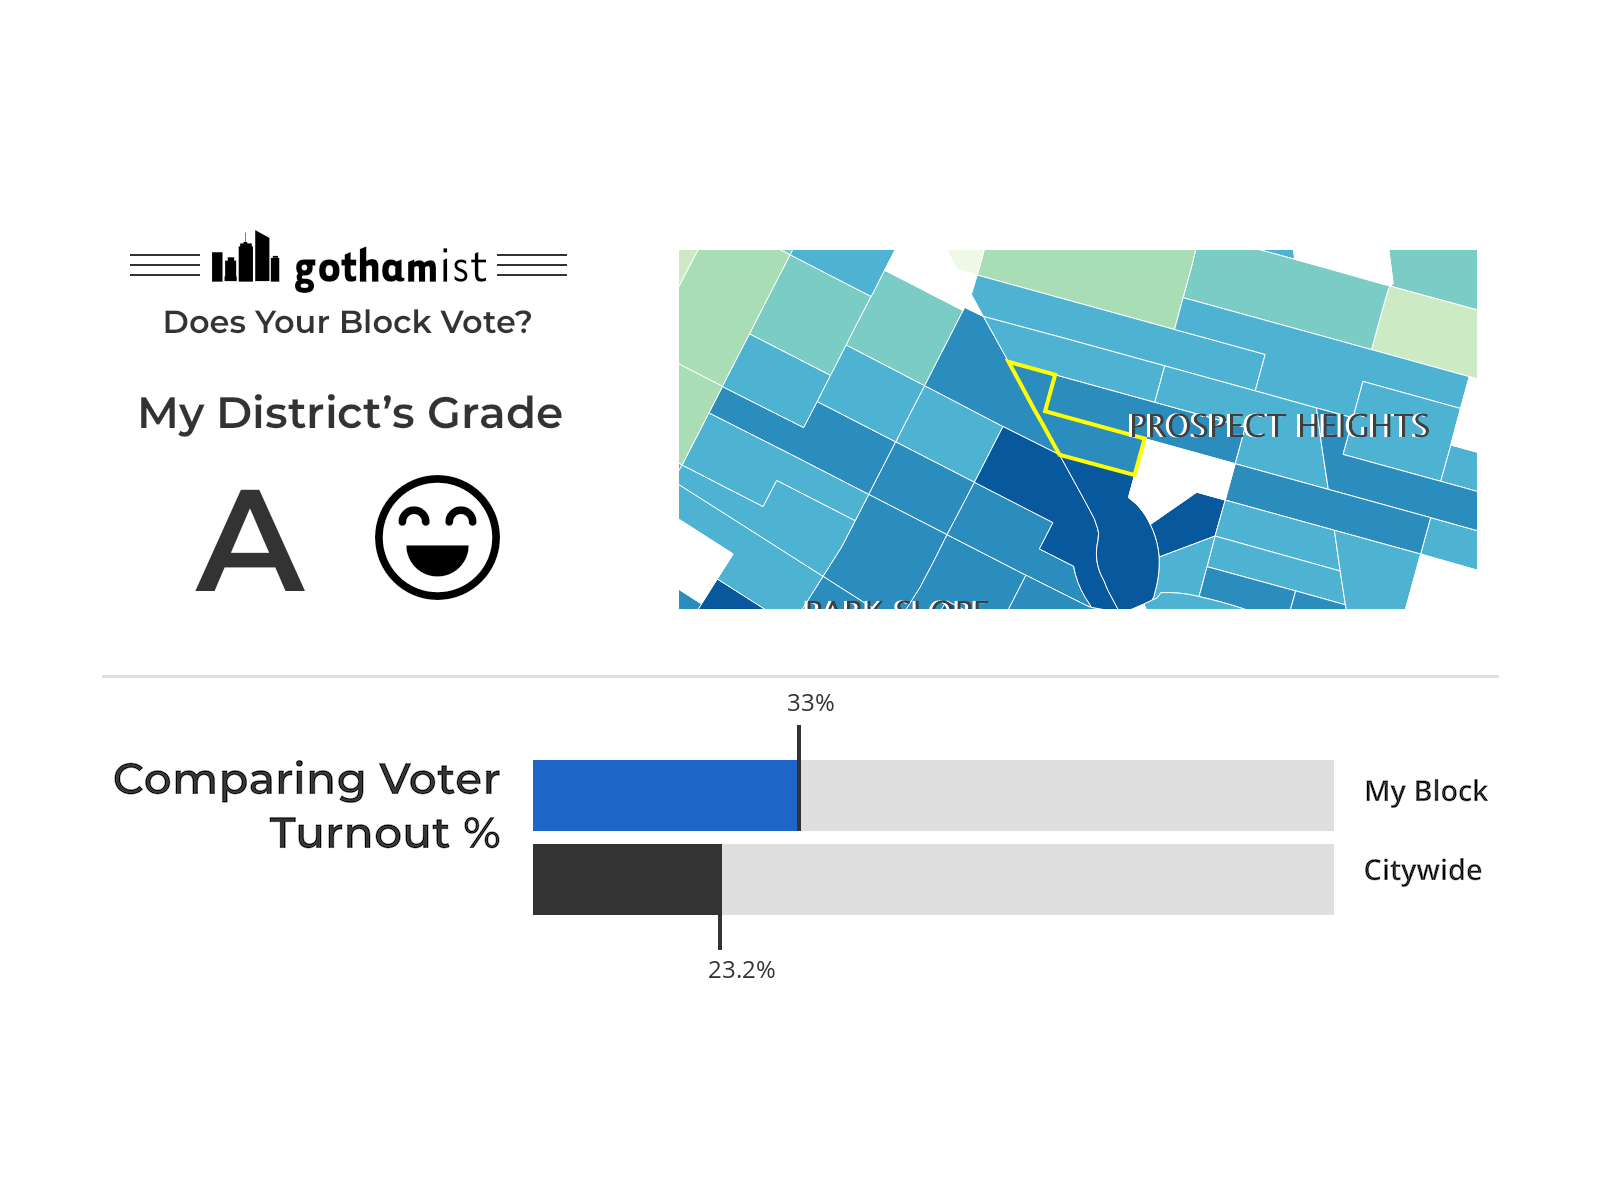 gothamist
Does Your Block Vote?
My District’s Grade
A
PROSPECT HEIGHTS
PARK SLOPE
33%
Comparing Voter
Turnout %
My Block
Citywide
23.2%